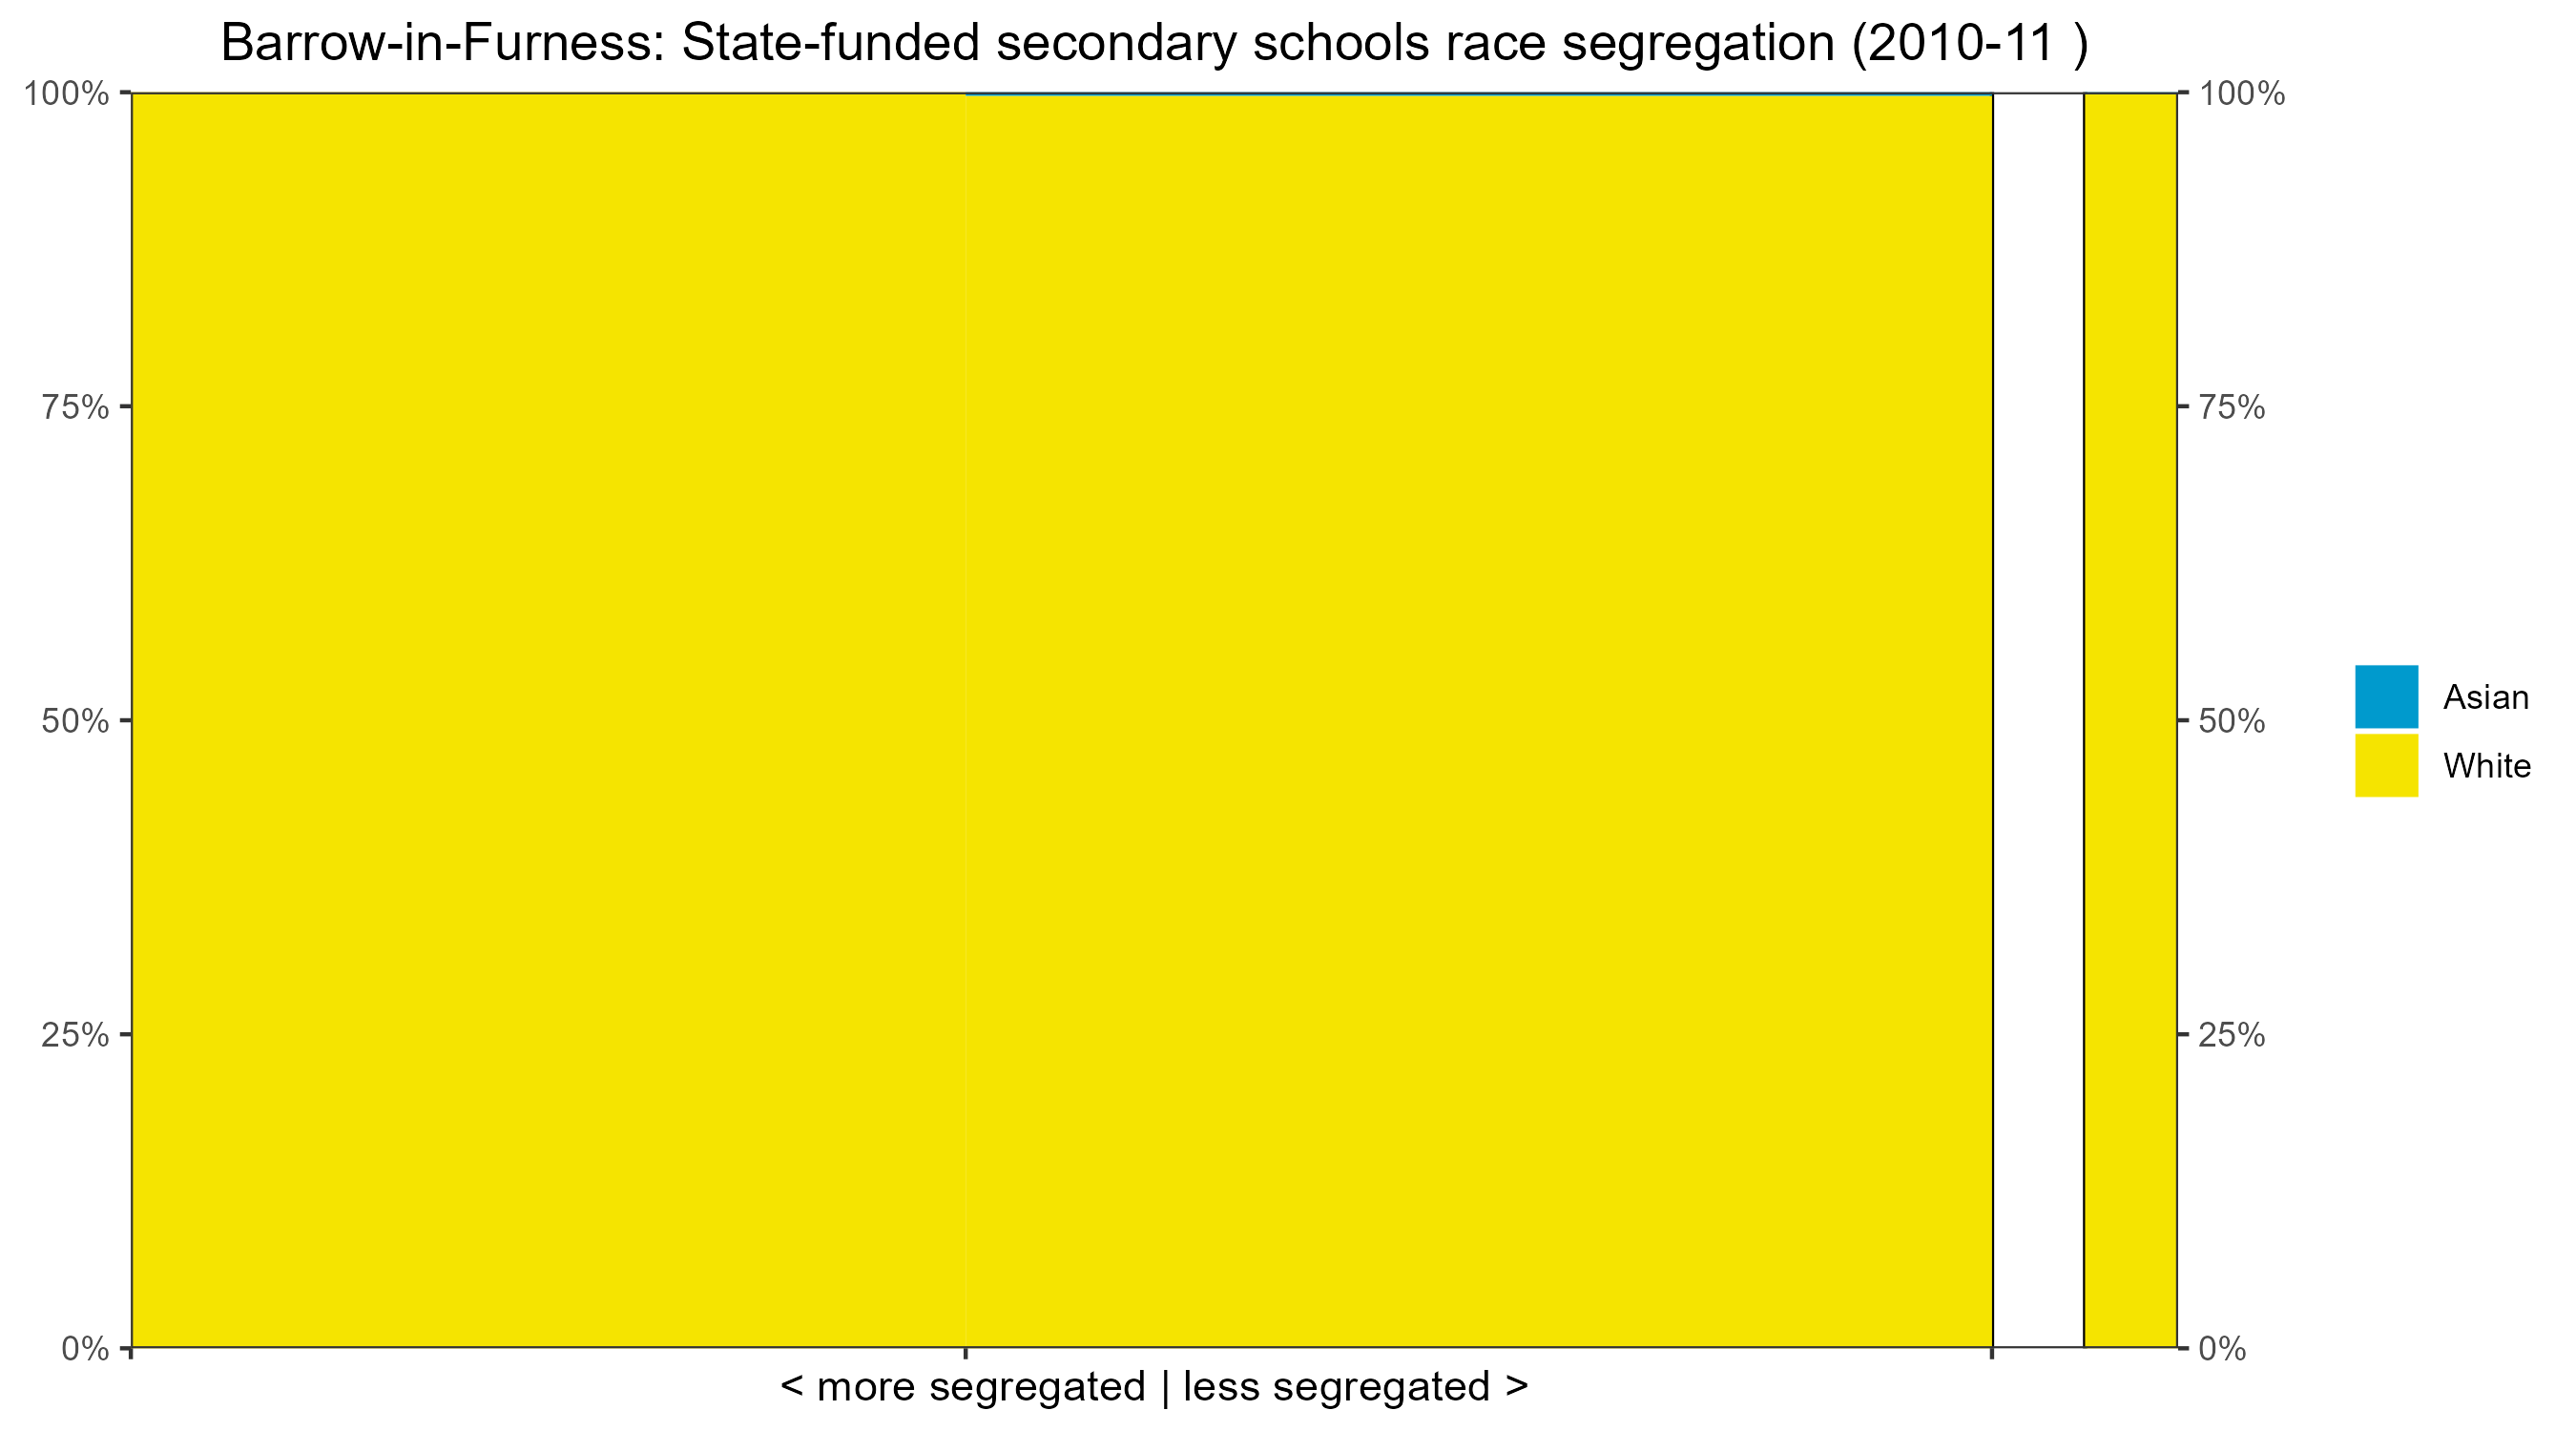 Barrow-in-Furness: State-funded secondary schools race segregation (2010-11 )
100%
75%
50%
25%
0%
100%
75%
50%
25%
0%
Asian
White
< more segregated | less segregated >